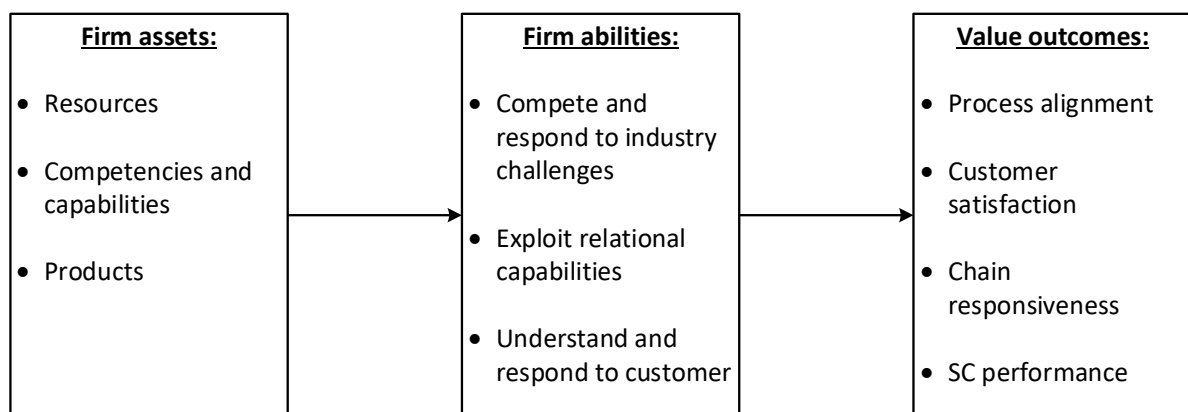 Firm assets:
• Resources
• Competencies and
capabilities
• Products
Firm abilities:
• Compete and
respond to industry
challenges
• Exploit relational
capabilities
• Understand and
respond to customer
Value outcomes:
• Process alignment
• Customer
satisfaction
• Chain
responsiveness
• SC performance